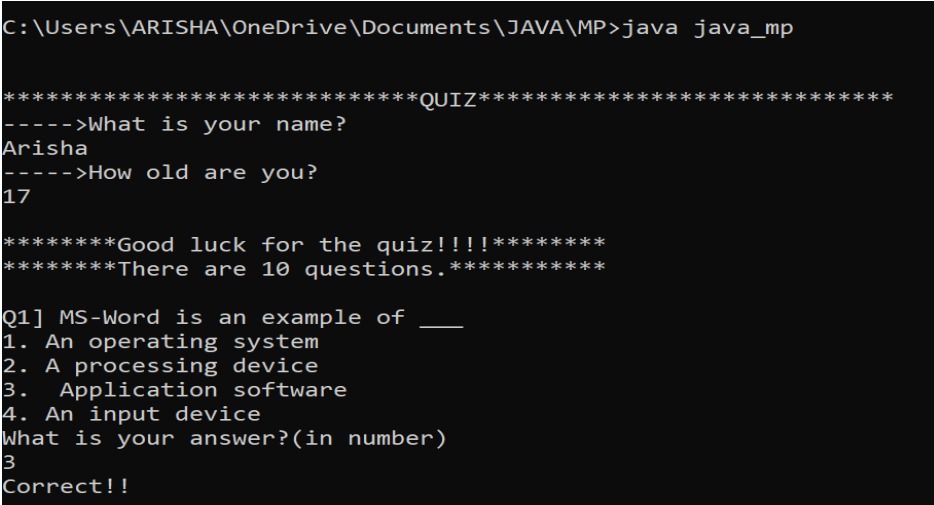 C:\Users\ARISHA\OneDrive\Documents\JAVA\MP>java java_mp
*****************************QUIZ*****************************
----->What is your name?
Arisha
----->How old are you?
17
********Good luck for the quiz!!!!********
********There are 10 questions.***********
Q1] MS-Word is an example of ___
1. An operating system
2. A processing device
3.  Application software
4. An input device
What is your answer?(in number)
3
Correct!!